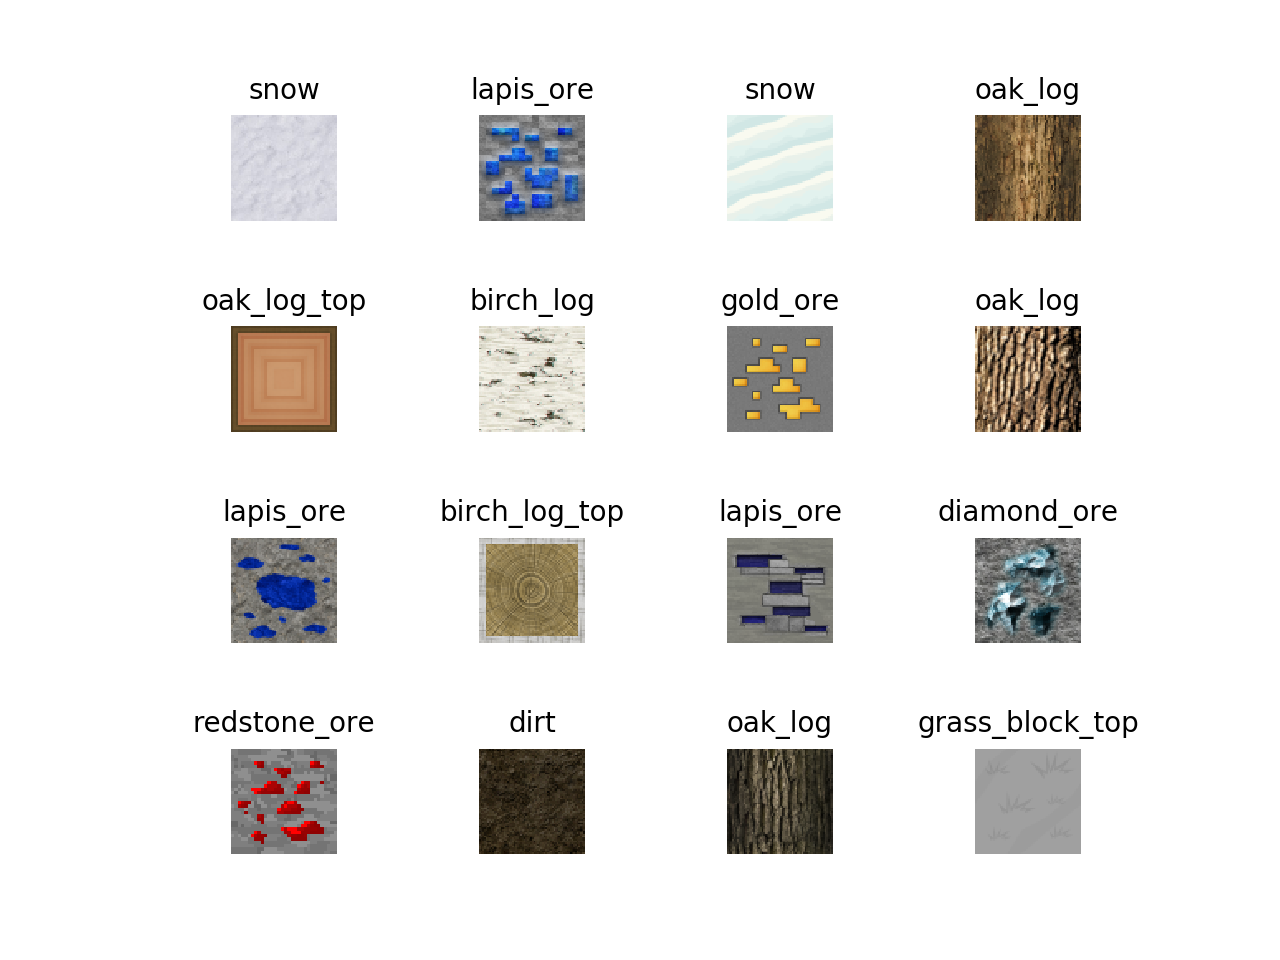 snow
lapis_ore
snow
oak_log
oak_log_top
birch_log
gold_ore
oak_log
lapis_ore
birch_log_top
lapis_ore
diamond_ore
redstone_ore
dirt
oak_log
grass_block_top